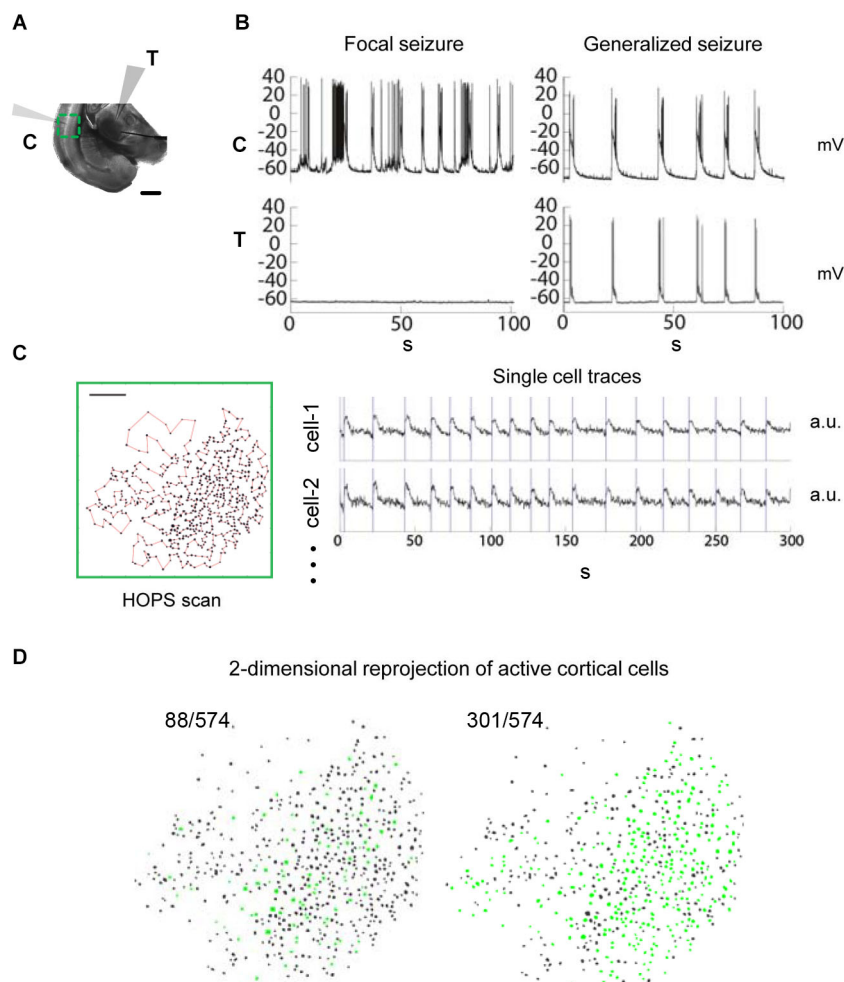 A
T
C
B
Focal seizure
Generalized seizure
40
20
0
-20
-40
-60
C
40
20
0
-20
-40
-60
mV
T
40
20
0
-20
-40
-60
0
50
100
s
40
20
0
-20
-40
-60
0
50
100
s
mV
C
HOPS scan
Single cell traces
cell-1
a.u.
cell-2
a.u.
0
50
100
150
200
250
300
s
D
2-dimensional reprojection of active cortical cells
88/574
301/574